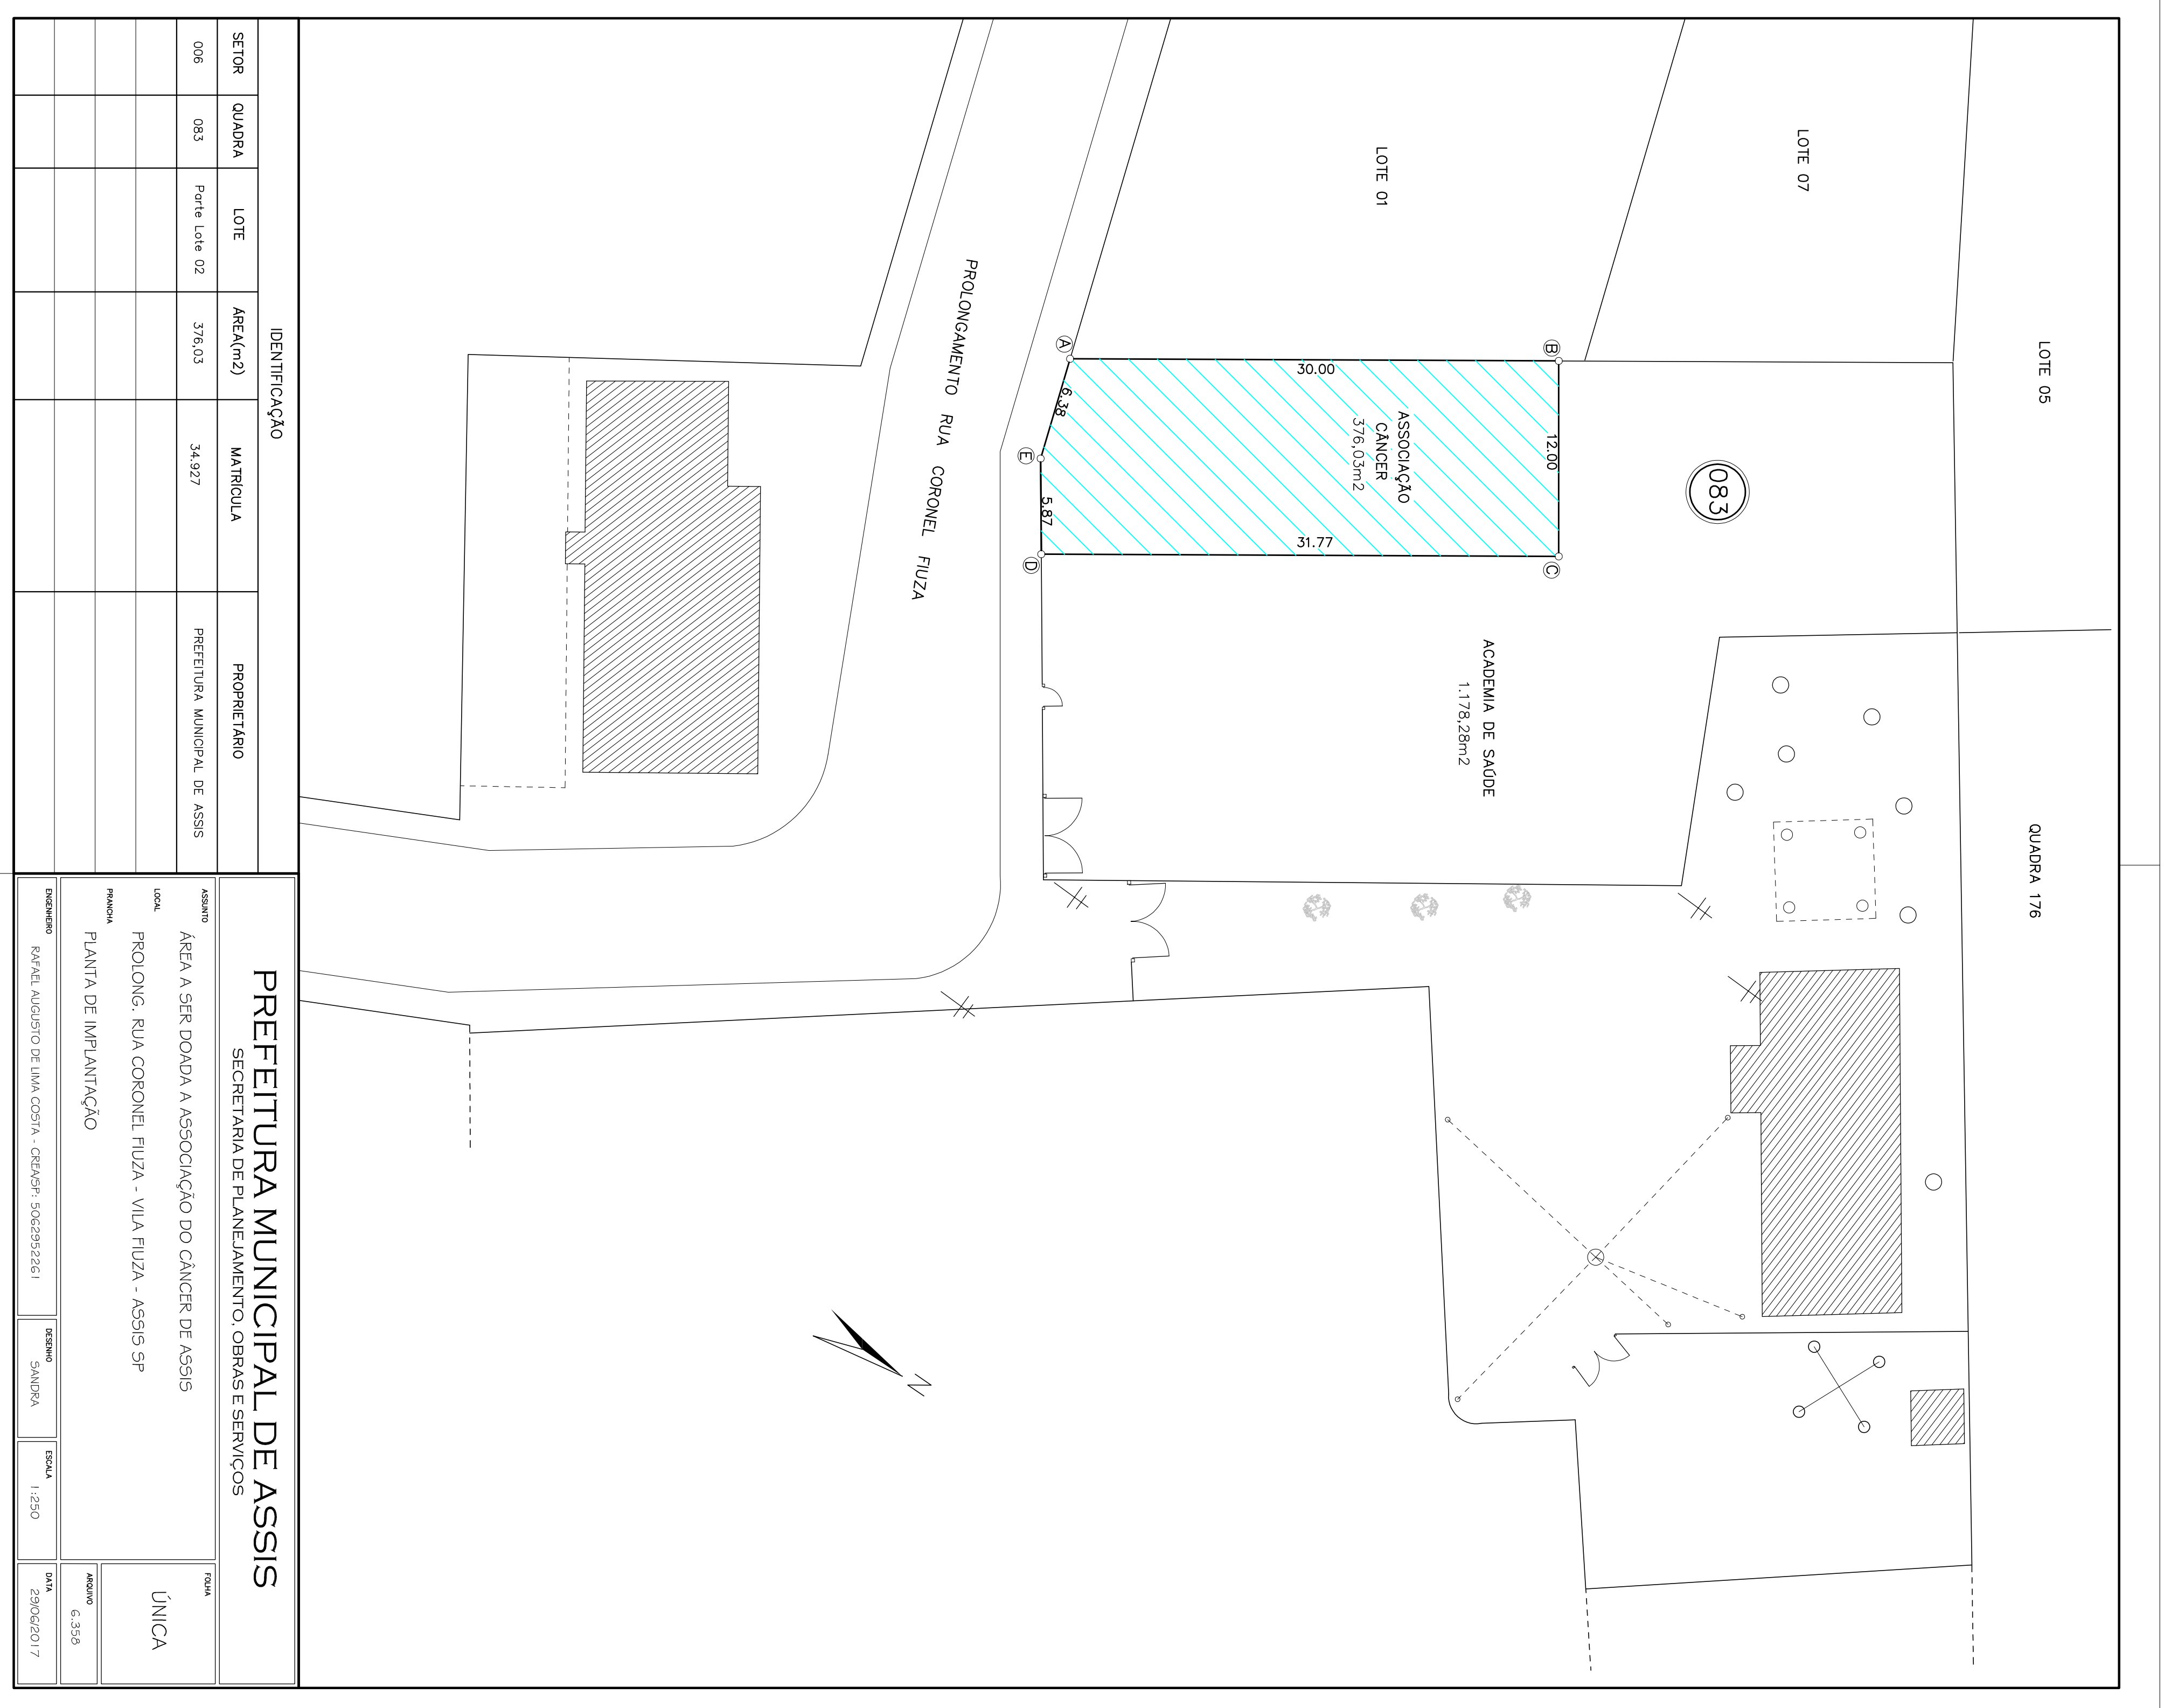 LOTE 05
QUADRA 176
LOTE 07
083
LOTE 01
B
12.00
C
30.00
ASSOCIAÇÃO
CÂNCER
376,03m2
31.77
ACADEMIA DE SAÚDE
1.178,28m2
A
6.38
E
5.87
D
PROLONGAMENTO RUA CORONEL FIUZA
N
IDENTIFICAÇÃO
SETOR QUADRA LOTE ÁREA(m2) MATRÍCULA PROPRIETÁRIO
006 083 Parte Lote 02 376,03 34.927 PREFEITURA MUNICIPAL DE ASSIS
PREFEITURA MUNICIPAL DE ASSIS
SECRETARIA DE PLANEJAMENTO, OBRAS E SERVIÇOS
ASSUNTO
ÁREA A SER DOADA A ASSOCIAÇÃO DO CÂNCER DE ASSIS
LOCAL
PROLONG. RUA CORONEL FIUZA - VILA FIUZA - ASSIS SP
PRANCHA
PLANTA DE IMPLANTAÇÃO
FOLHA
ÚNICA
ARQUIVO
6.358
ENGENHEIRO
RAFAEL AUGUSTO DE LIMA COSTA - CREA/SP: 5062952261
DESENHO
SANDRA
ESCALA
1:250
DATA
29/06/2017